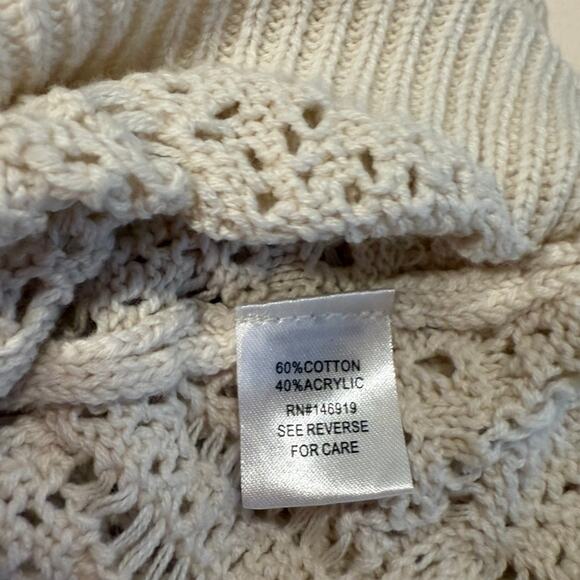 60%COTTON
40%ACRYLIC
RN#146919
SEE REVERSE
FOR CARE